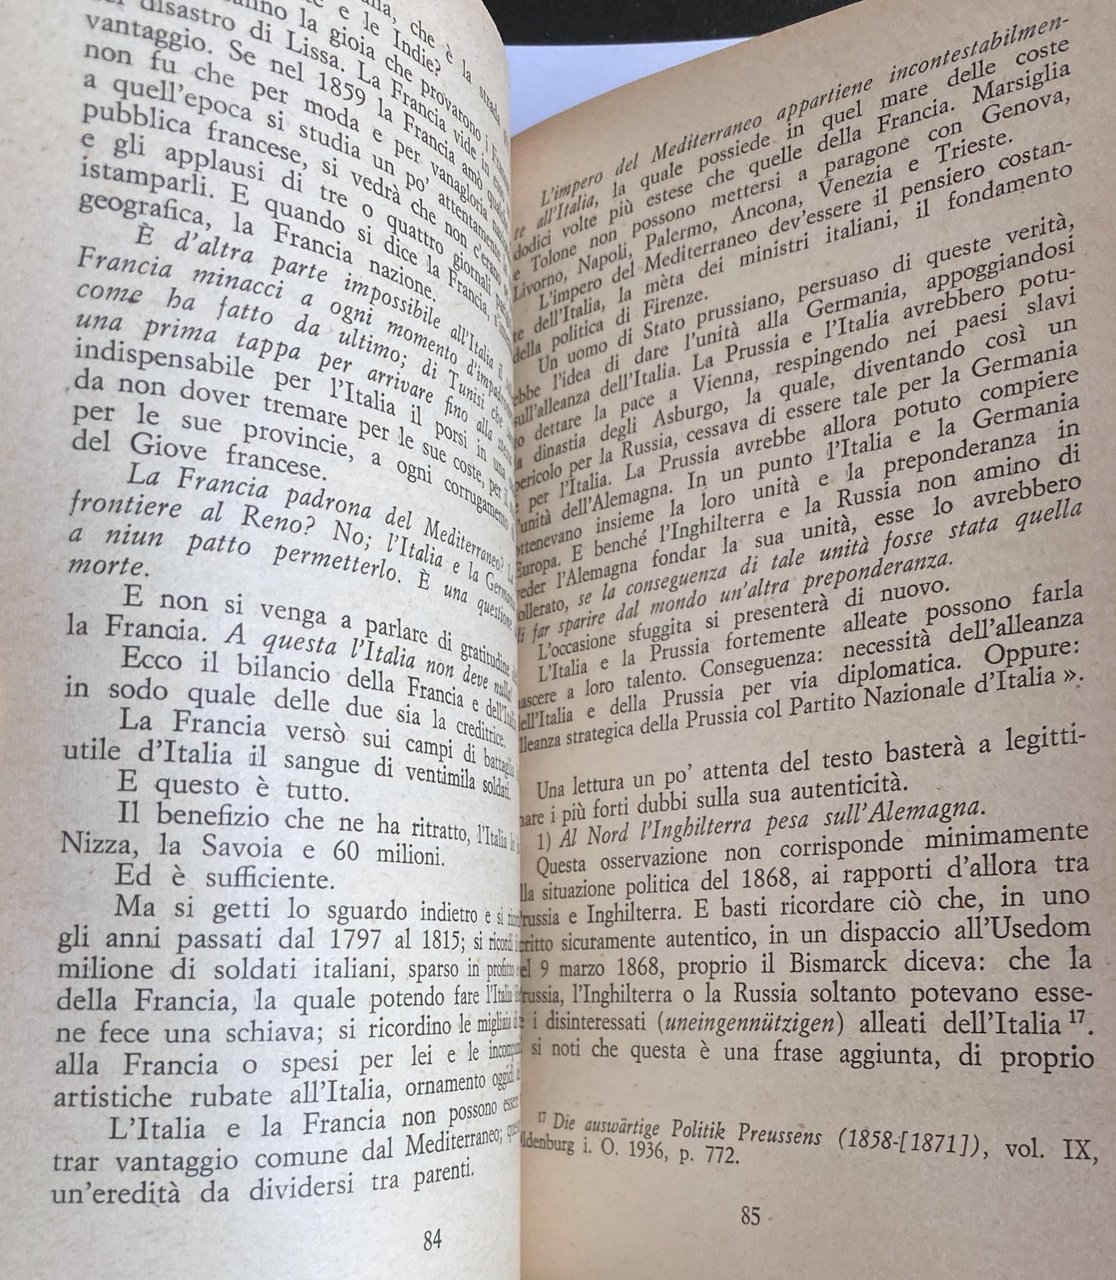 che è la strada
e le Indie?
la gioia che provarono i
disastro di Lissa. La Francia vide in
vantaggio. Se nel 1859 la Francia amò
non fu che per moda e per vanagloria
a quell'epoca si studia un po' attentamente
pubblica francese, si vedrà che non c'erano
e gli applausi di tre o quattro giornali
istamparli. E quando si dice la Francia,
geografica, la Francia nazione.
È d'altra parte impossibile all'Italia
Francia minacci a ogni momento d'impadronirsi
come ha fatto da ultimo; di Tunisi che
una prima tappa per arrivare fino alla
indispensabile per l'Italia il porsi in una
da non dover tremare per le sue coste, per il
per le sue provincie, a ogni corrugamento
del Giove francese.
La Francia padrona del Mediterraneo?
frontiere al Reno? No; l'Italia e la
a niun patto permetterlo. È una questione
morte.
E non si venga a parlare di gratitudine
la Francia. A questa l'Italia non deve nulla!
Ecco il bilancio della Francia e dell'Italia
in sodo quale delle due sia la creditrice.
La Francia versò sui campi di battaglia
utile d'Italia il sangue di ventimila soldati.
E questo è tutto.
Il benefizio che ne ha ritratto, l'Italia
Nizza, la Savoia e 60 milioni.
Ed è sufficiente.
Ma si getti lo sguardo indietro e si
gli anni passati dal 1797 al 1815; si ricordi
milione di soldati italiani, sparso in profitto
della Francia, la quale potendo fare l'Italia
ne fece una schiava; si ricordino le migliaia
alla Francia o spesi per lei e le
artistiche rubate all'Italia, ornamento oggidì
L'Italia e la Francia non possono
trar vantaggio comune dal Mediterraneo;
un'eredità da dividersi tra parenti.
84
L'impero del Mediterraneo appartiene incontestabilmen-
te all'Italia, la quale possiede in quel mare delle coste
dodici volte più estese che quelle della Francia. Marsiglia
e Tolone non possono mettersi a paragone con Genova,
Livorno, Napoli, Palermo, Ancona, Venezia e Trieste.
L'impero del Mediterraneo dev'essere il pensiero costan-
te dell'Italia, la mèta dei ministri italiani, il fondamento
della politica di Firenze.
Un uomo di Stato prussiano, persuaso di queste verità,
ebbe l'idea di dare l'unità alla Germania, appoggiandosi
sull'alleanza dell'Italia. La Prussia e l'Italia avrebbero potu-
to dettare la pace a Vienna, respingendo nei paesi slavi
la dinastia degli Asburgo, la quale, diventando così un
pericolo per la Russia, cessava di essere tale per la Germania
e per l'Italia. La Prussia avrebbe allora potuto compiere
l'unità dell'Alemagna. In un punto l'Italia e la Germania
ottenevano insieme la loro unità e la preponderanza in
Europa. E benché l'Inghilterra e la Russia non amino di
veder l'Alemagna fondar la sua unità, esse lo avrebbero
tollerato, se la conseguenza di tale unità fosse stata quella
di far sparire dal mondo un'altra preponderanza.
L'occasione sfuggita si presenterà di nuovo.
L'Italia e la Prussia fortemente alleate possono farla
nascere a loro talento. Conseguenza: necessità dell'alleanza
dell'Italia e della Prussia per via diplomatica. Oppure:
lleanza strategica della Prussia col Partito Nazionale d'Italia ».
Una lettura un po' attenta del testo basterà a legitti-
mare i più forti dubbi sulla sua autenticità.
1) Al Nord l'Inghilterra pesa sull'Alemagna.
Questa osservazione non corrisponde minimamente
lla situazione politica del 1868, ai rapporti d'allora tra
russia e Inghilterra. E basti ricordare ciò che, in uno
critto sicuramente autentico, in un dispaccio all'Usedom
el 9 marzo 1868, proprio il Bismarck diceva: che la
russia, l'Inghilterra o la Russia soltanto potevano esse-
e i disinteressati (uneingennützigen) alleati dell'Italia 17.
si noti che questa è una frase aggiunta, di proprio
17 Die auswärtige Politik Preussens (1858-[1871]), vol. IX,
ldenburg i. O. 1936, p. 772.
85